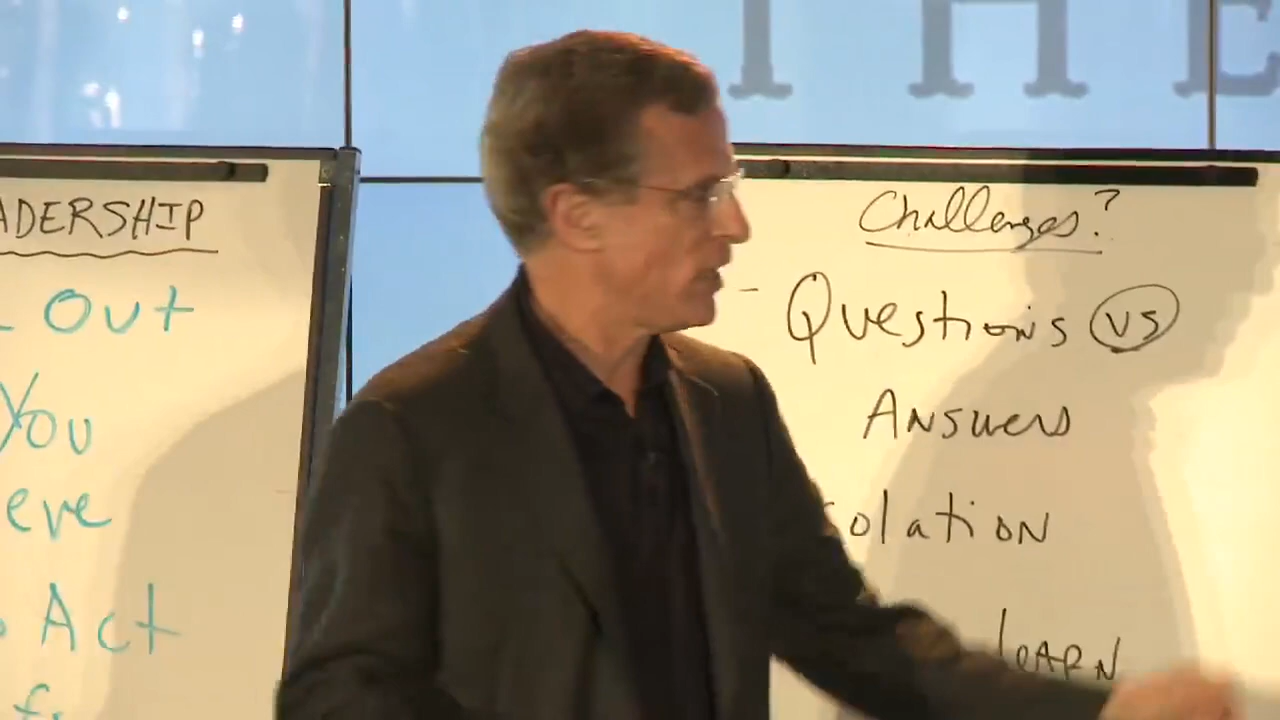 THE
ADERSHIP
Out
You
eve
Act
Challenges?
- Questions vs
Answers
olation
learn